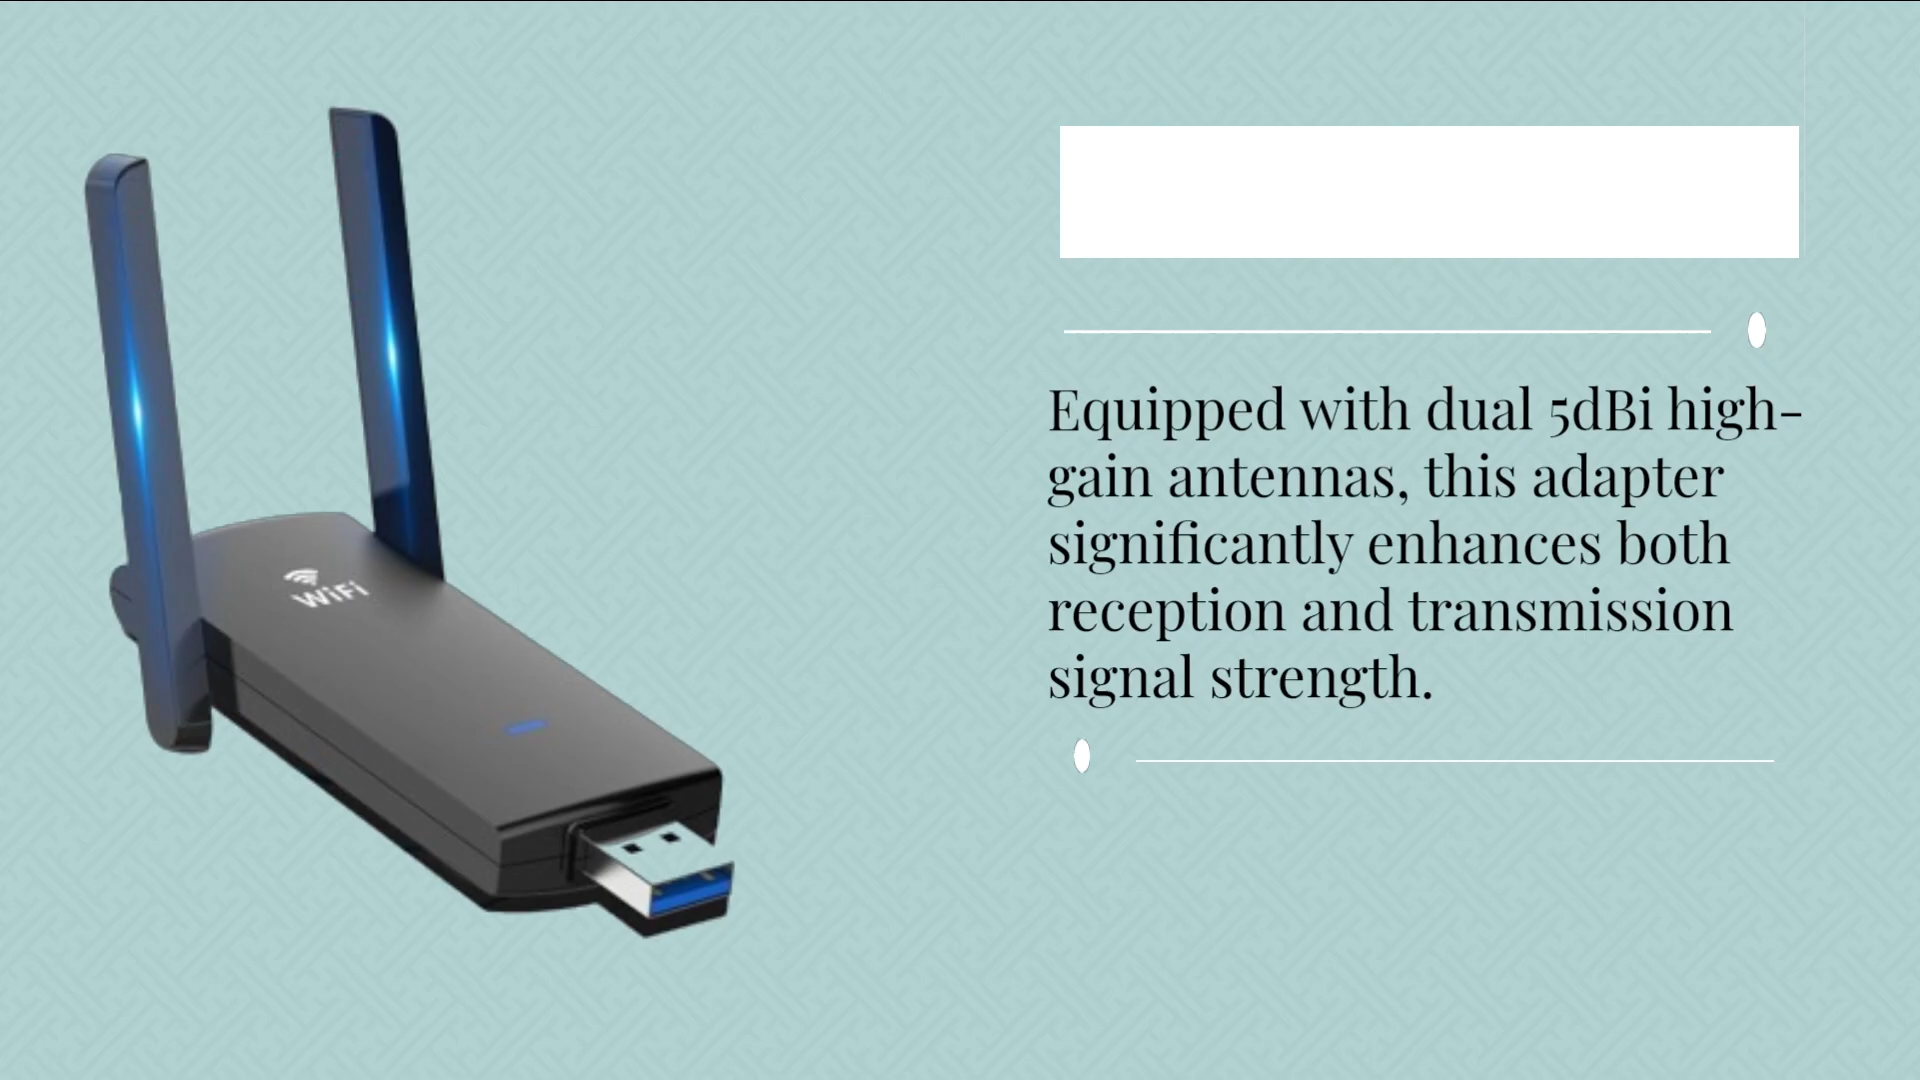 WiFi
Equipped with dual 5dBi high-
gain antennas, this adapter
significantly enhances both
reception and transmission
signal strength.